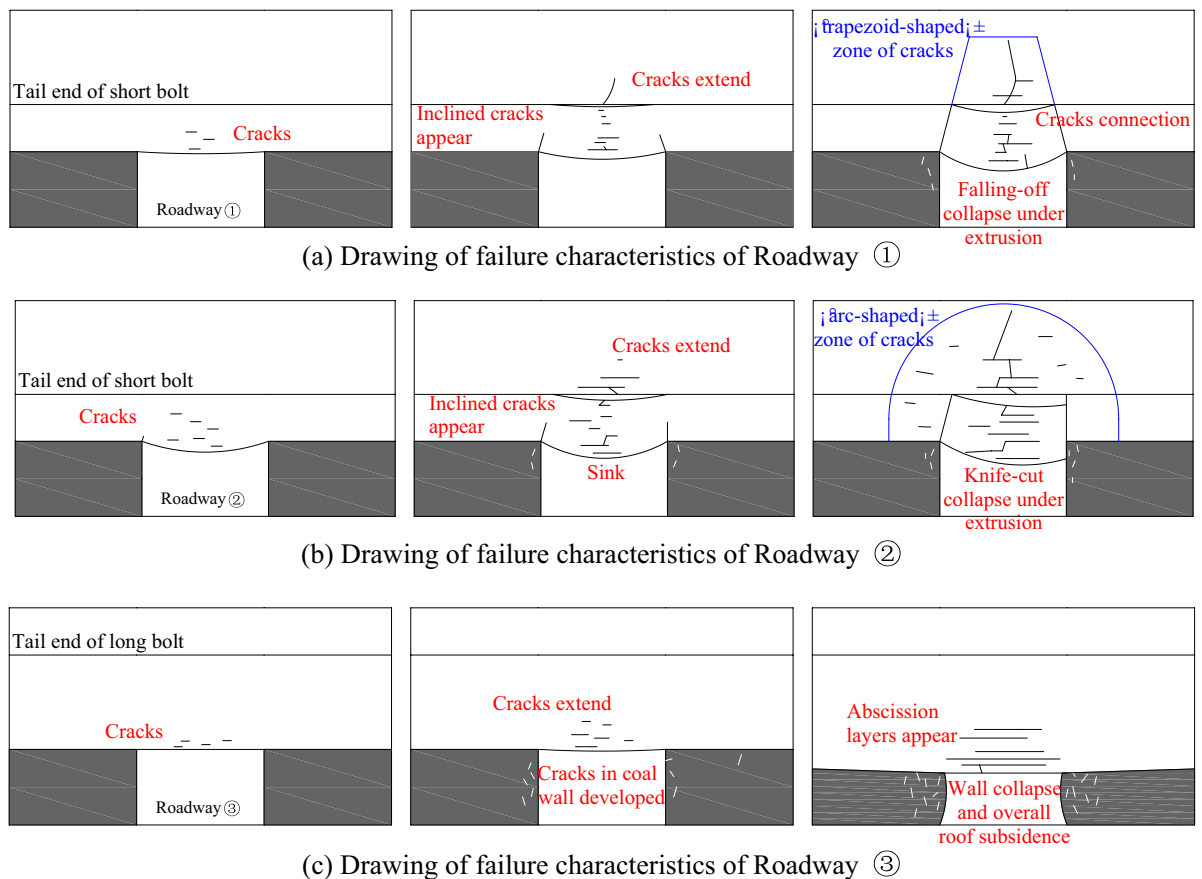 Tail end of short bolt
Cracks
Roadway①
Cracks extend
Inclined cracks
appear
¡°trapezoid-shaped¡±
zone of cracks
Cracks connection
Falling-off
collapse under
extrusion
(a) Drawing of failure characteristics of Roadway ①
Tail end of short bolt
Cracks
Roadway②
Cracks extend
Inclined cracks
appear
Sink
¡°arc-shaped¡±
zone of cracks
Knife-cut
collapse under
extrusion
(b) Drawing of failure characteristics of Roadway ②
Tail end of long bolt
Cracks
Roadway③
Cracks extend
Cracks in coal
wall developed
Abscission
layers appear
Wall collapse
and overall
roof subsidence
(c) Drawing of failure characteristics of Roadway ③